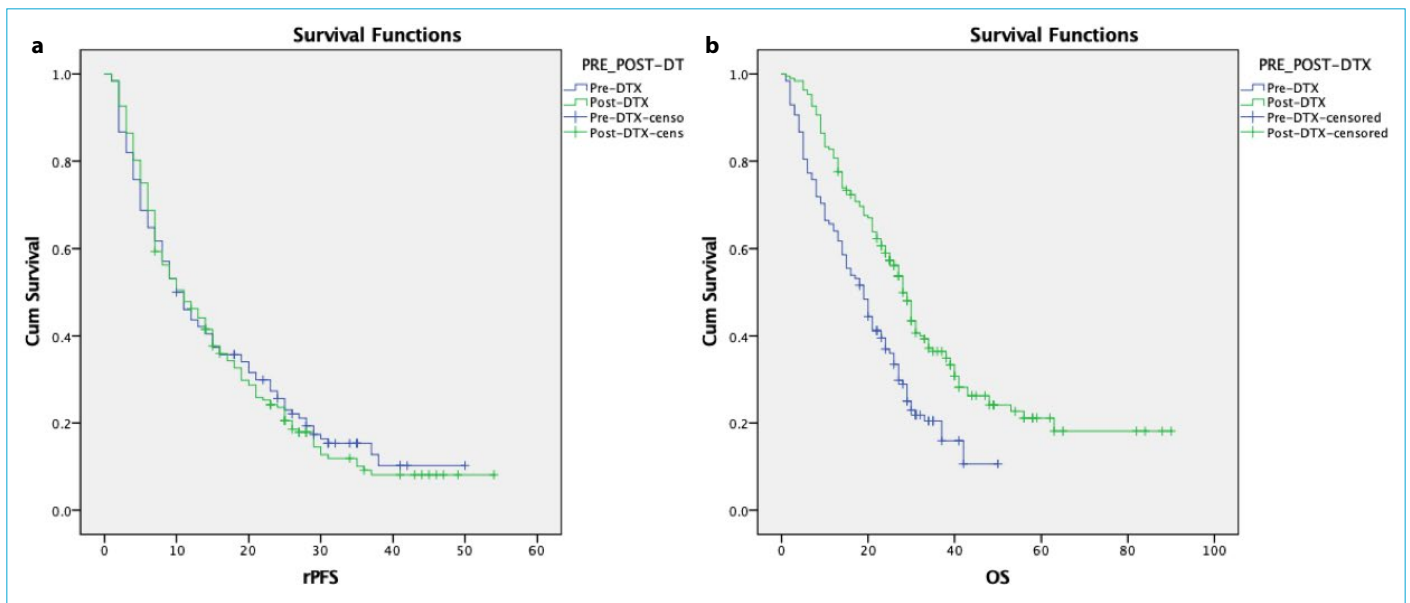 a
Survival Functions
PRE_POST-DT
Pre-DTX
Post-DTX
Pre-DTX-censo
Post-DTX-cens
Cum Survival
1.0
0.8
0.6
0.4
0.2
0.0
0 10 20 30 40 50 60
rPFS
b
Survival Functions
PRE_POST-DTX
Pre-DTX
Post-DTX
Pre-DTX-censored
Post-DTX-censored
Cum Survival
1.0
0.8
0.6
0.4
0.2
0.0
0 20 40 60 80 100
OS